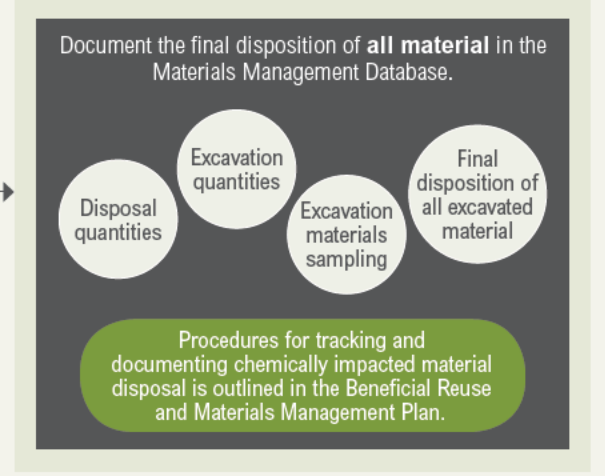 Document the final disposition of all material in the
Materials Management Database.
Disposal
quantities
Excavation
quantities
Excavation
materials
sampling
Final
disposition of
all excavated
material
Procedures for tracking and
documenting chemically impacted material
disposal is outlined in the Beneficial Reuse
and Materials Management Plan.